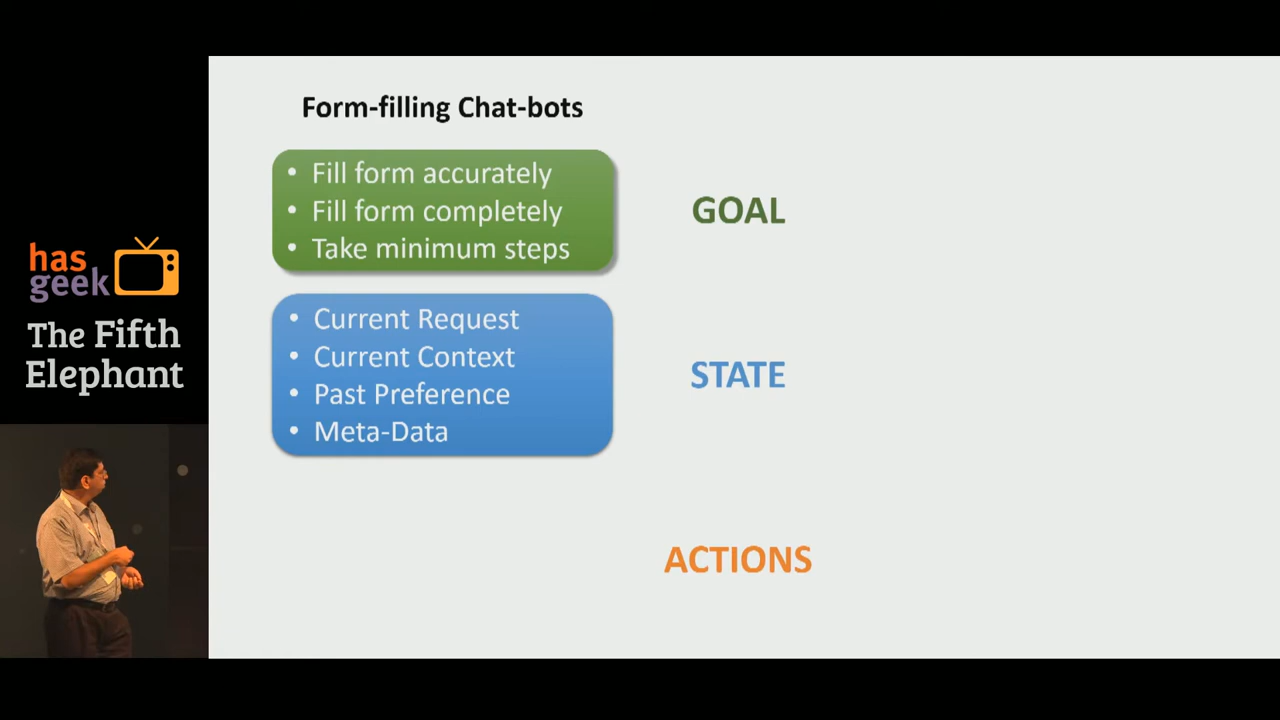 Form-filling Chat-bots
• Fill form accurately
• Fill form completely
• Take minimum steps
GOAL
• Current Request
• Current Context
• Past Preference
• Meta-Data
STATE
ACTIONS
has
geek
The Fifth
Elephant